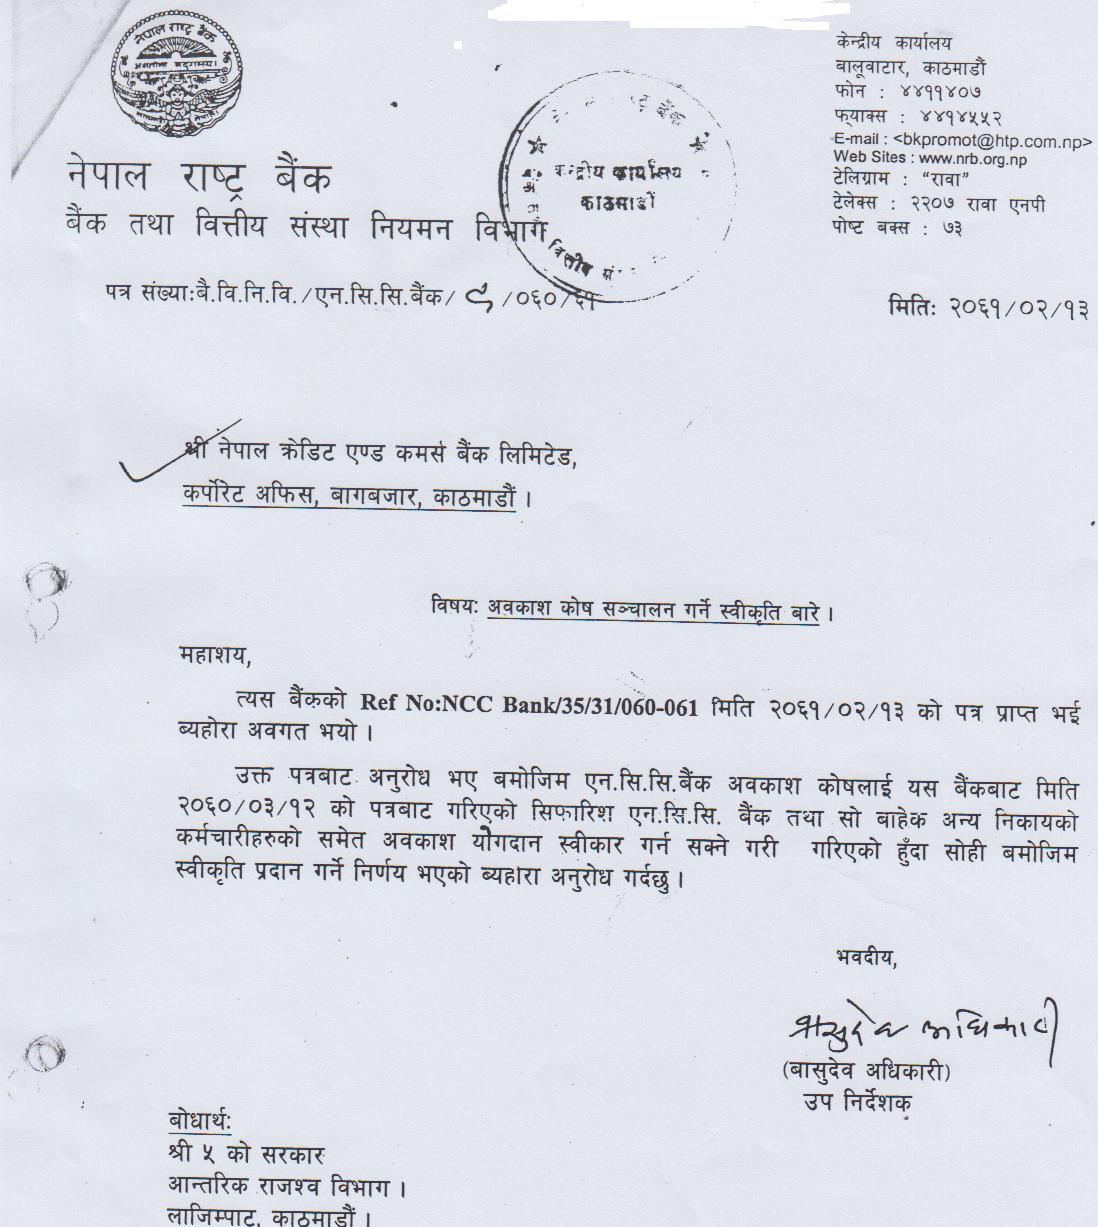 नेपाल राष्ट्र बैंक
केन्द्रीय कार्यालय
बालूवाटार, काठमाडौं
फोन : ४४११४०७
फ्याक्स : ४४१४५५२
E-mail : <bkpromot@htp.com.np>
Web Sites : www.nrb.org.np
टेलिग्राम : “रावा”
टेलेक्स : २२०७ रावा एनपी
पोष्ट बक्स : ७३
नेपाल राष्ट्र बैंक
बैंक तथा वित्तीय संस्था नियमन विभाग
केन्द्रीय कार्यालय
काठमाडौं
पत्र संख्याः बै.वि.नि.वि./एन.सि.सि.बैंक/ ८ /०६०/६१
मितिः २०६१/०२/१३
श्री नेपाल क्रेडिट एण्ड कमर्स बैंक लिमिटेड,
कर्पोरेट अफिस, बागबजार, काठमाडौं ।
विषयः अवकाश कोष सञ्चालन गर्ने स्वीकृति बारे ।
महाशय,
त्यस बैंकको Ref No:NCC Bank/35/31/060-061 मिति २०६१/०२/१३ को पत्र प्राप्त भई
ब्यहोरा अवगत भयो ।
उक्त पत्रबाट अनुरोध भए बमोजिम एन.सि.सि.बैंक अवकाश कोषलाई यस बैंकबाट मिति
२०६०/०३/१२ को पत्रबाट गरिएको सिफारिश एन.सि.सि. बैंक तथा सो बाहेक अन्य निकायको
कर्मचारीहरुको समेत अवकाश योगदान स्वीकार गर्न सक्ने गरी गरिएको हुँदा सोही बमोजिम
स्वीकृति प्रदान गर्ने निर्णय भएको ब्यहोरा अनुरोध गर्दछु ।
भवदीय,
बासुदेव अधिकारी
(बासुदेव अधिकारी)
उप निर्देशक
बोधार्थः
श्री ५ को सरकार
आन्तरिक राजश्व विभाग ।
लाजिम्पाट, काठमाडौं ।